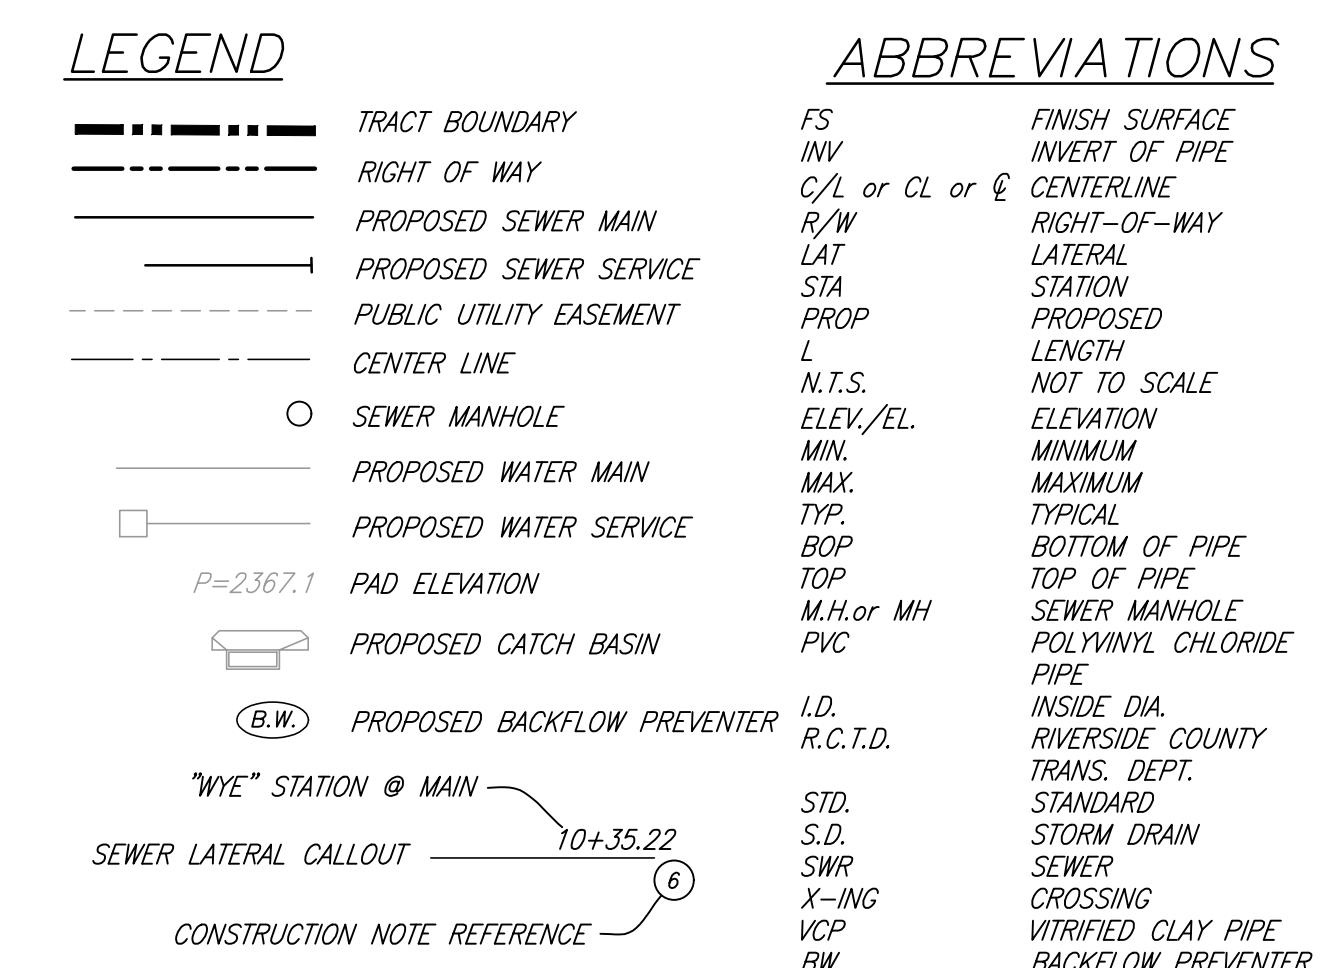 LEGEND
TRACT BOUNDARY
RIGHT OF WAY
PROPOSED SEWER MAIN
PROPOSED SEWER SERVICE
PUBLIC UTILITY EASEMENT
CENTER LINE
SEWER MANHOLE
PROPOSED WATER MAIN
PROPOSED WATER SERVICE
P=2367.1 PAD ELEVATION
PROPOSED CATCH BASIN
B.W. PROPOSED BACKFLOW PREVENTER
"WYE" STATION @ MAIN
10+35.22
SEWER LATERAL CALLOUT
6
CONSTRUCTION NOTE REFERENCE
ABBREVIATIONS
FS FINISH SURFACE
INV INVERT OF PIPE
C/L or CL or ℄ CENTERLINE
R/W RIGHT-OF-WAY
LAT LATERAL
STA STATION
PROP PROPOSED
L LENGTH
N.T.S. NOT TO SCALE
ELEV./EL. ELEVATION
MIN. MINIMUM
MAX. MAXIMUM
TYP. TYPICAL
BOP BOTTOM OF PIPE
TOP TOP OF PIPE
M.H.or MH SEWER MANHOLE
PVC POLYVINYL CHLORIDE
PIPE
I.D. INSIDE DIA.
R.C.T.D. RIVERSIDE COUNTY
TRANS. DEPT.
STD. STANDARD
S.D. STORM DRAIN
SWR SEWER
X-ING CROSSING
VCP VITRIFIED CLAY PIPE
BW BACKFLOW PREVENTER